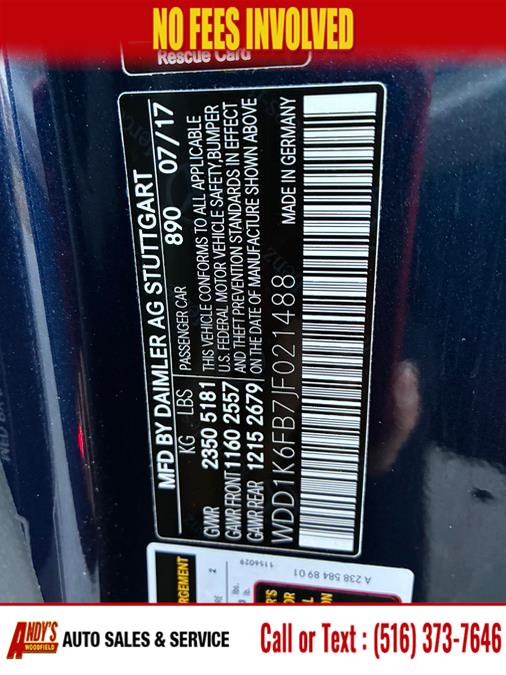 NO FEES INVOLVED
Rescue Card
MFD BY DAIMLER AG STUTTGART
890 07/17
KG LBS PASSENGER CAR
GVWR 2350 5181
GAWR FRONT 1160 2557
GAWR REAR 1215 2679
THIS VEHICLE CONFORMS TO ALL APPLICABLE
U.S. FEDERAL MOTOR VEHICLE SAFETY, BUMPER
AND THEFT PREVENTION STANDARDS IN EFFECT
ON THE DATE OF MANUFACTURE SHOWN ABOVE
WDD1K6FB7JF021488
MADE IN GERMANY
A 238 584 89 01
1156029
ANDY'S
WOODFIELD
AUTO SALES & SERVICE
Call or Text : (516) 373-7646